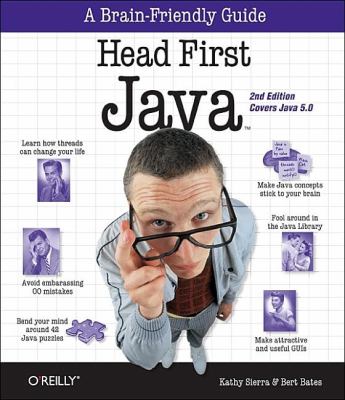 A Brain-Friendly Guide
Head First
Java™
2nd Edition
Covers Java 5.0
Learn how threads
can change your life
Make Java concepts
stick to your brain
Fool around in
the Java Library
Avoid embarassing
OO mistakes
Bend your mind
around 42
Java puzzles
Make attractive
and useful GUIs
O'REILLY®
Kathy Sierra & Bert Bates